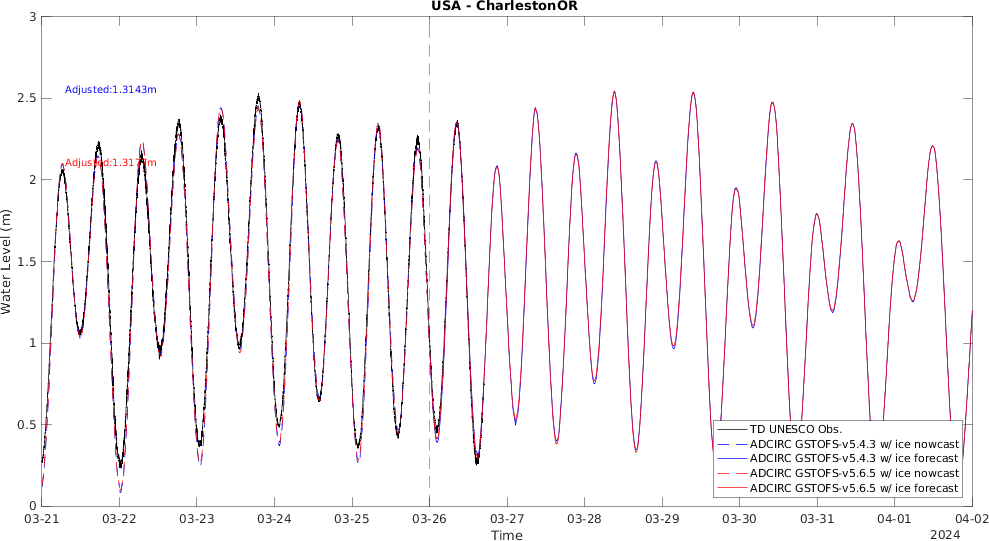 USA - CharlestonOR
3
2.5
2
1.5
1
0.5
0
Water Level (m)
Adjusted:1.3143m
TD UNESCO Obs.
ADCIRC GSTOFS-v5.4.3 w/ ice nowcast
ADCIRC GSTOFS-v5.4.3 w/ ice forecast
ADCIRC GSTOFS-v5.6.5 w/ ice nowcast
ADCIRC GSTOFS-v5.6.5 w/ ice forecast
03-21 03-22 03-23 03-24 03-25 03-26 03-27 03-28 03-29 03-30 03-31 04-01 04-02
Time
2024